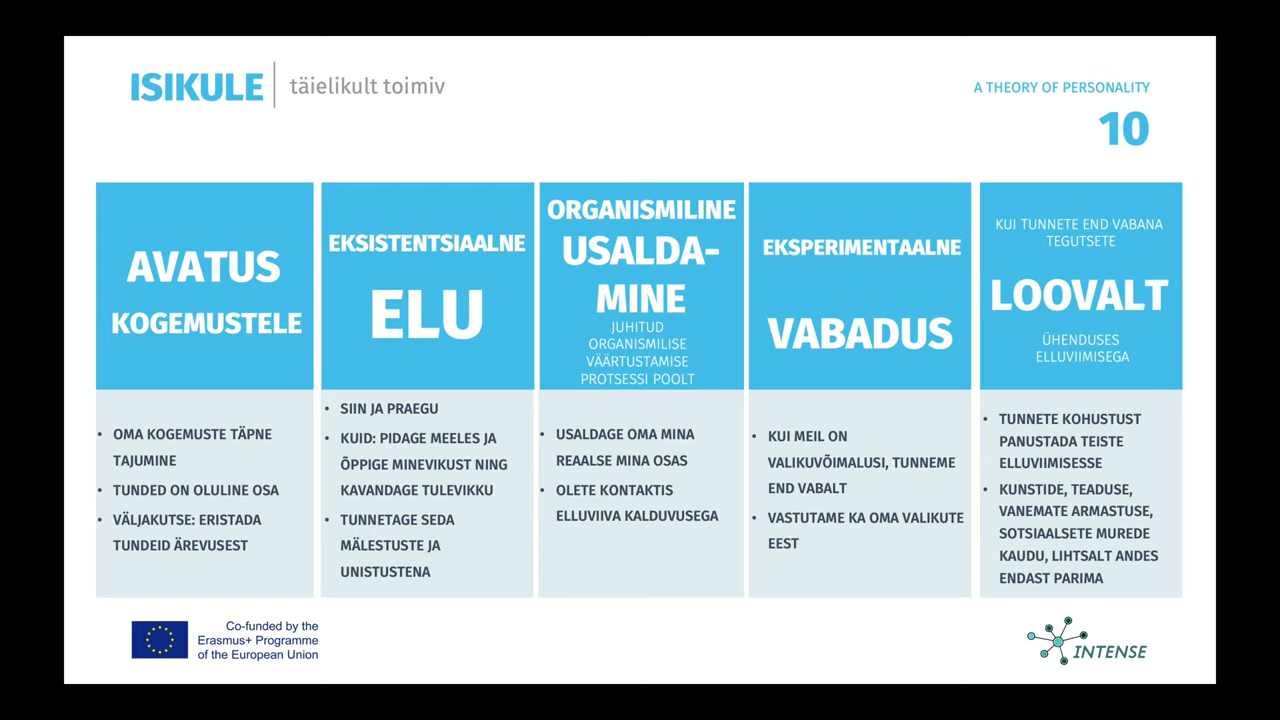 ISIKULE
täielikult toimiv
A THEORY OF PERSONALITY
10
AVATUS
KOGEMUSTELE
• OMA KOGEMUSTE TÄPNE
TAJUMINE
• TUNDED ON OLULINE OSA
• VÄLJAKUTSE: ERISTADA
TUNDEID ÄREVUSEST
EKSISTENTSIAALNE
ELU
• SIIN JA PRAEGU
• KUID: PIDAGE MEELES JA
ÕPPIGE MINEVIKUST NING
KAVANDAGE TULEVIKKU
• TUNNETAGE SEDA
MÄLESTUSTE JA
UNISTUSTENA
ORGANISMILINE
USALDA-
MINE
JUHITUD
ORGANISMILISE
VÄÄRTUSTAMISE
PROTSESSI POOLT
• USALDAGE OMA MINA
REAALSE MINA OSAS
• OLETE KONTAKTIS
ELLUVIIVA KALDUVUSEGA
EKSPERIMENTAALNE
VABADUS
• KUI MEIL ON
VALIKUVÕIMALUSI, TUNNEME
END VABALT
• VASTUTAME KA OMA VALIKUTE
EEST
KUI TUNNETE END VABANA
TEGUTSETE
LOOVALT
ÜHENDUSES
ELLUVIIMISEGA
• TUNNETE KOHUSTUST
PANUSTADA TEISTE
ELLUVIIMISESSE
• KUNSTIDE, TEADUSE,
VANEMATE ARMASTUSE,
SOTSIAALSETE MUREDE
KAUDU, LIHTSALT ANDES
ENDAST PARIMA
Co-funded by the
Erasmus+ Programme
of the European Union
INTENSE